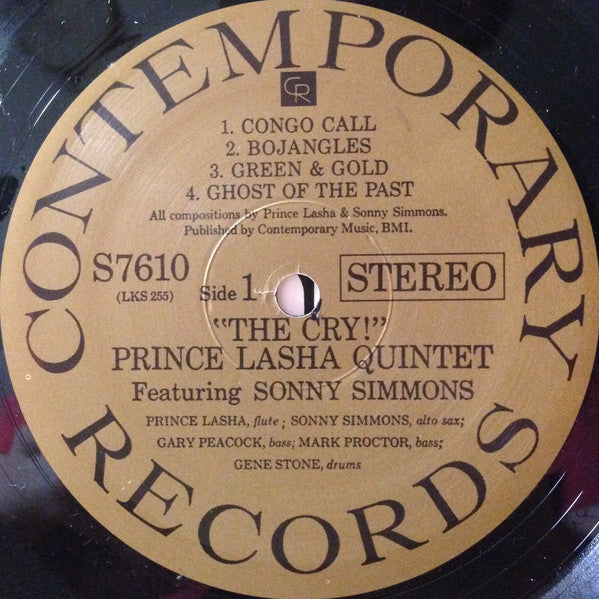 CONTEMPORARY
CR
1. CONGO CALL
2. BOJANGLES
3. GREEN & GOLD
4. GHOST OF THE PAST
All compositions by Prince Lasha & Sonny Simmons.
Published by Contemporary Music, BMI.
S7610
(LKS 255)
Side 1
STEREO
"THE CRY!"
PRINCE LASHA QUINTET
Featuring SONNY SIMMONS
PRINCE LASHA, flute; SONNY SIMMONS, alto sax;
GARY PEACOCK, bass; MARK PROCTOR, bass;
GENE STONE, drums
RECORDS